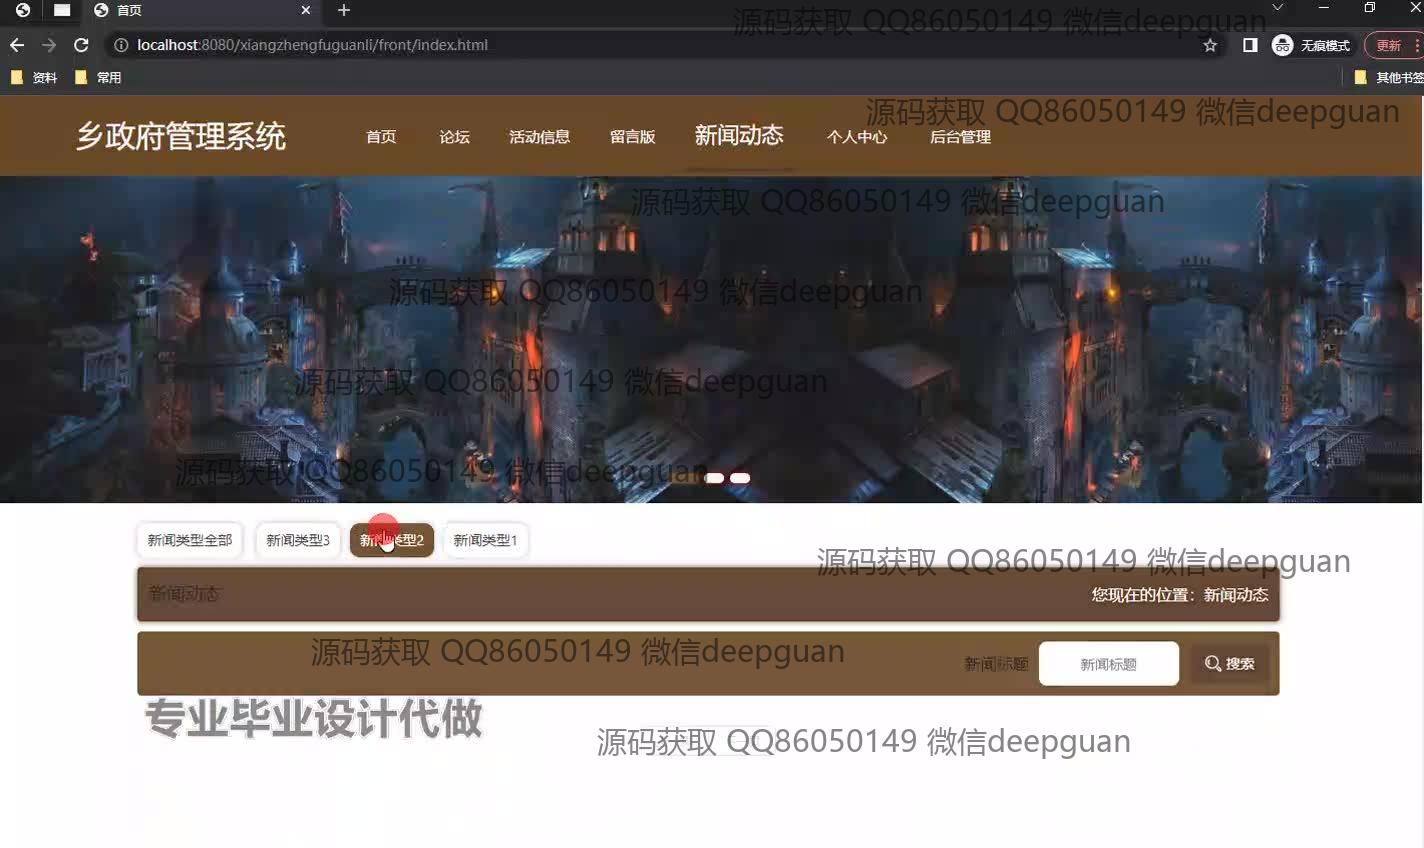 首页
localhost:8080/xiangzhengfuguanli/front/index.html
无痕模式
更新
资料
常用
其他书签
源码获取 QQ86050149 微信deepguan
源码获取 QQ86050149 微信deepguan
乡政府管理系统
首页
论坛
活动信息
留言版
新闻动态
个人中心
后台管理
源码获取 QQ86050149 微信deepguan
源码获取 QQ86050149 微信deepguan
源码获取 QQ86050149 微信deepguan
源码获取 QQ86050149 微信deepguan
新闻类型全部
新闻类型3
新闻类型2
新闻类型1
源码获取 QQ86050149 微信deepguan
新闻动态
您现在的位置：新闻动态
源码获取 QQ86050149 微信deepguan
新闻标题
新闻标题
搜索
专业毕业设计代做
源码获取 QQ86050149 微信deepguan